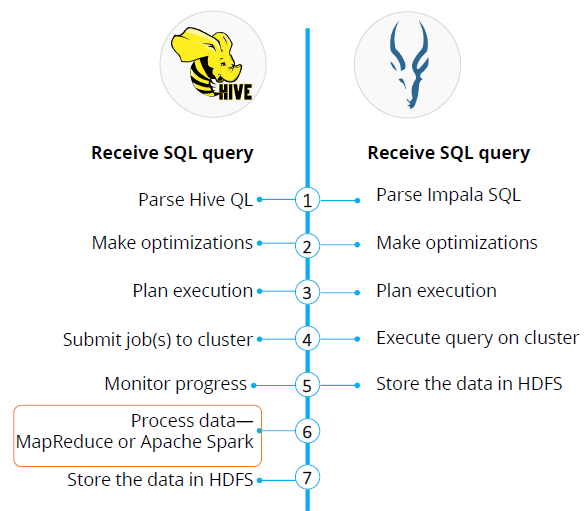 HIVE
Receive SQL query
Receive SQL query
Parse Hive QL
1
Parse Impala SQL
Make optimizations
2
Make optimizations
Plan execution
3
Plan execution
Submit job(s) to cluster
4
Execute query on cluster
Monitor progress
5
Store the data in HDFS
Process data—
MapReduce or Apache Spark
6
Store the data in HDFS
7